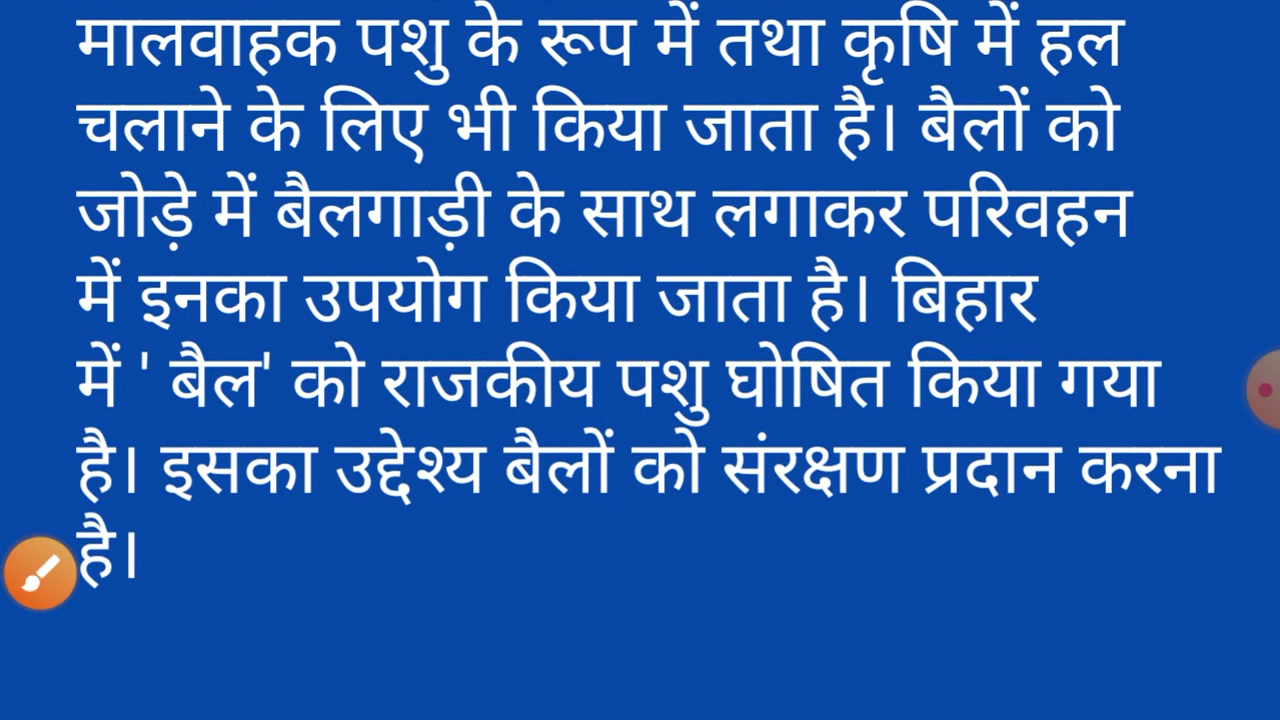 मालवाहक पशु के रूप में तथा कृषि में हल
चलाने के लिए भी किया जाता है। बैलों को
जोड़े में बैलगाड़ी के साथ लगाकर परिवहन
में इनका उपयोग किया जाता है। बिहार
में ' बैल' को राजकीय पशु घोषित किया गया
है। इसका उद्देश्य बैलों को संरक्षण प्रदान करना
है।